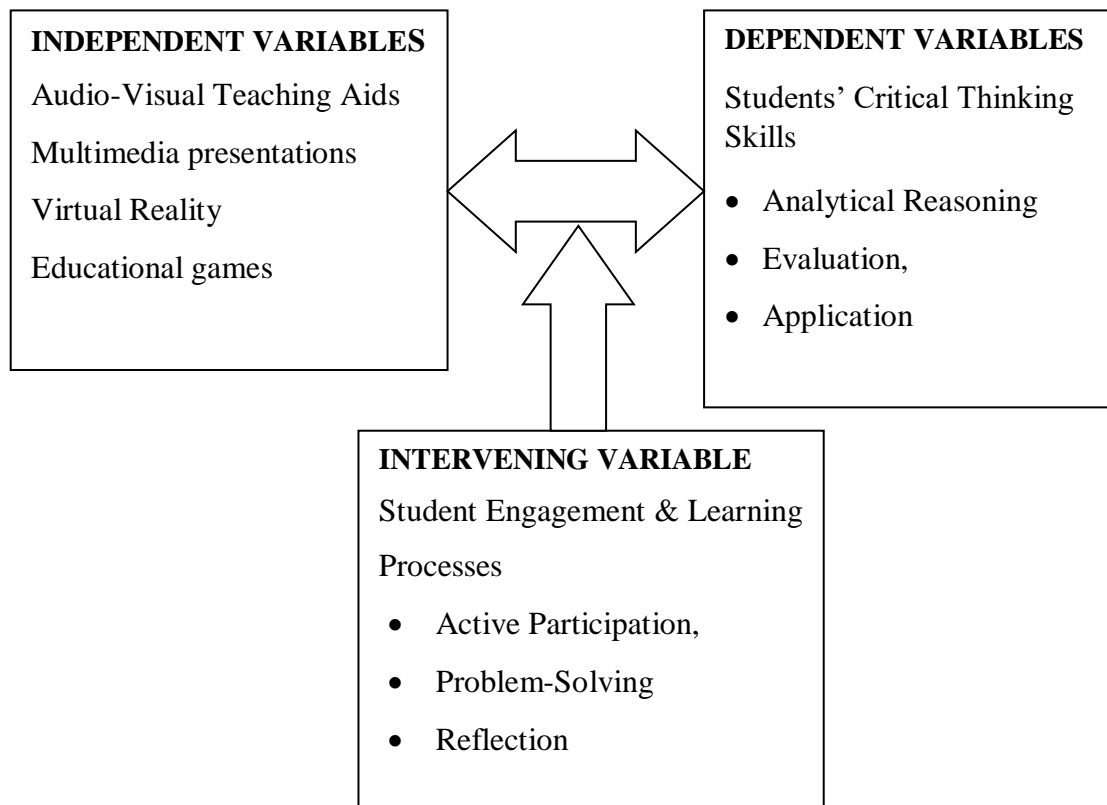 INDEPENDENT VARIABLES
Audio-Visual Teaching Aids
Multimedia presentations
Virtual Reality
Educational games
DEPENDENT VARIABLES
Students’ Critical Thinking
Skills
• Analytical Reasoning
• Evaluation,
• Application
INTERVENING VARIABLE
Student Engagement & Learning
Processes
• Active Participation,
• Problem-Solving
• Reflection